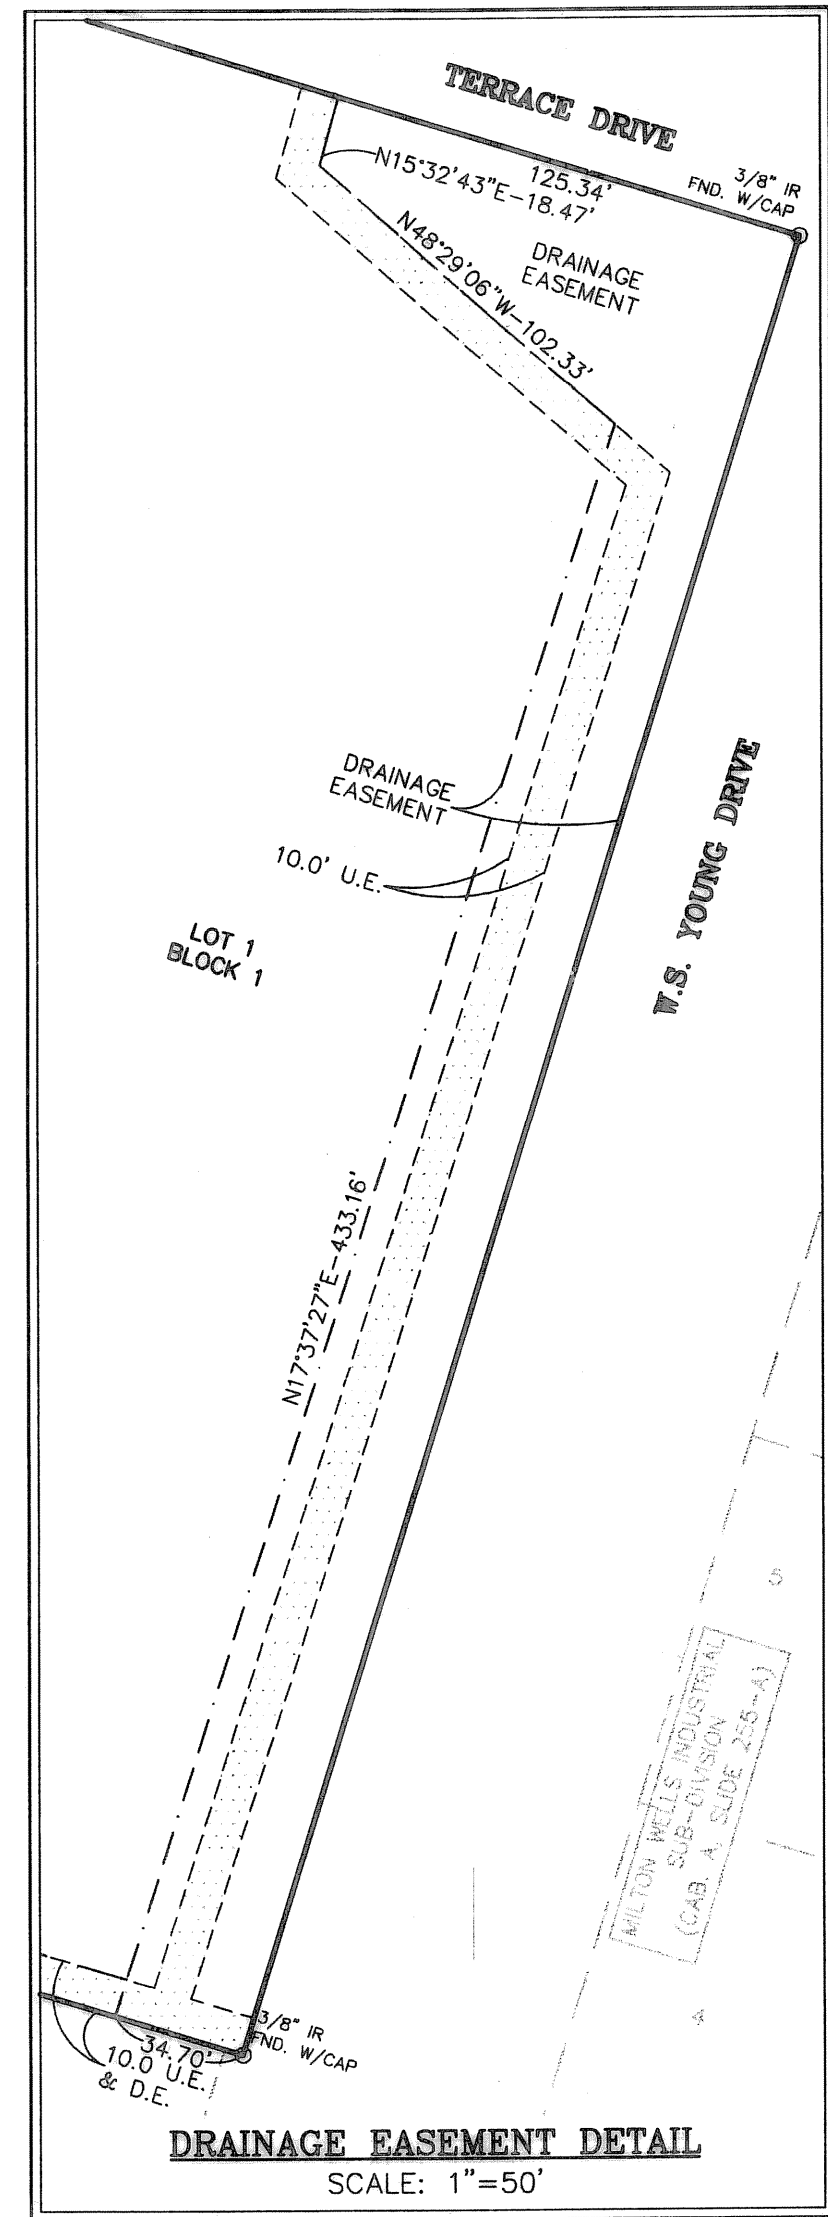 TERRACE DRIVE
125.34'
3/8" IR
FND. W/CAP
N15°32'43"E-18.47'
N48°29'06"W-102.33'
DRAINAGE
EASEMENT
DRAINAGE
EASEMENT
10.0' U.E.
LOT 1
BLOCK 1
W.S. YOUNG DRIVE
N17°37'27"E-433.16'
5
MILTON WELLS INDUSTRIAL
SUB-DIVISION
(CAB. A, SLIDE 255-A)
4
3/8" IR
FND. W/CAP
34.70'
10.0 U.E.
& D.E.
DRAINAGE EASEMENT DETAIL
SCALE: 1"=50'